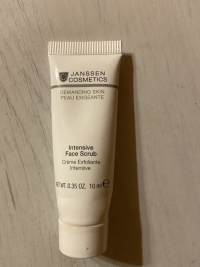 JANSSEN
COSMETICS
DEMANDING SKIN
PEAU EXIGEANTE
Intensive
Face Scrub
Crème Exfoliante
Intensive
NT. WT. 0.35 OZ. 10 ml ℮